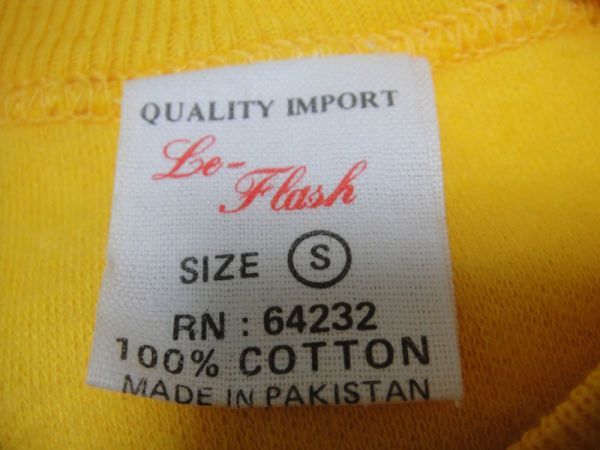 QUALITY IMPORT
Le-
Flash
SIZE S
RN : 64232
100% COTTON
MADE IN PAKISTAN